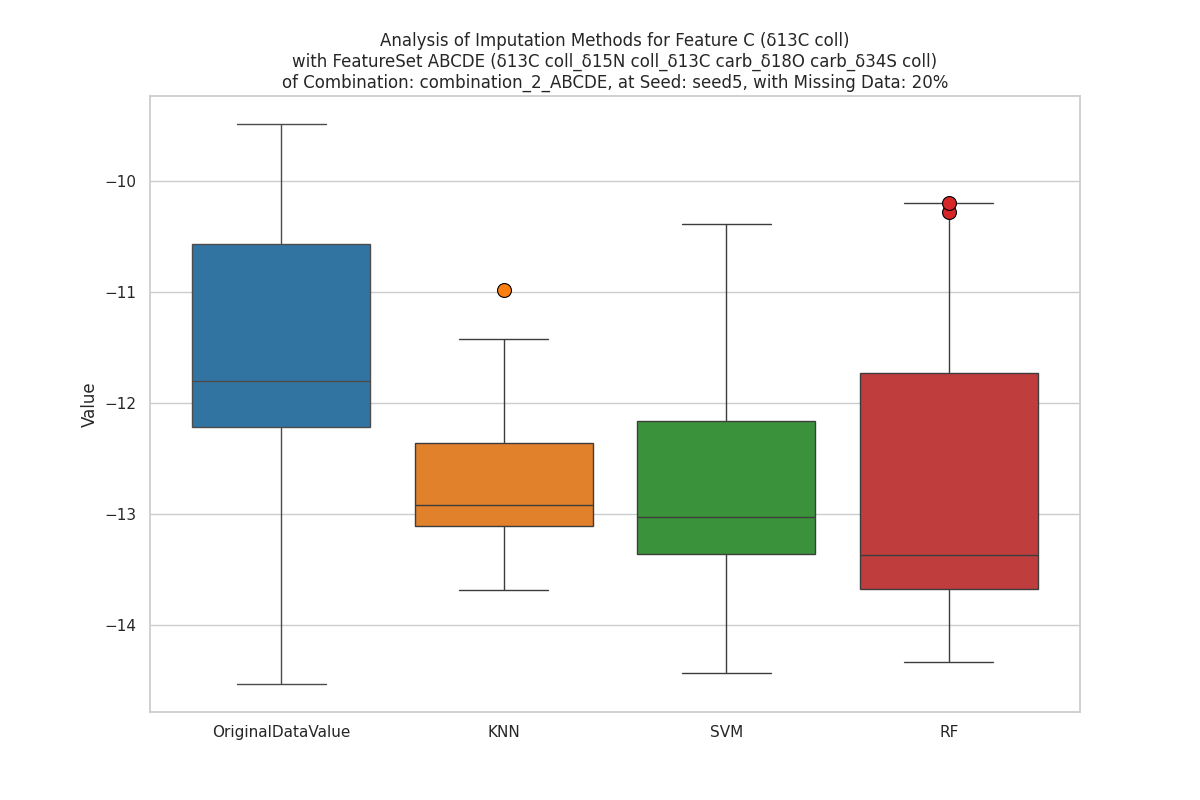 Analysis of Imputation Methods for Feature C (δ13C coll)
with FeatureSet ABCDE (δ13C coll_δ15N coll_δ13C carb_δ18O carb_δ34S coll)
of Combination: combination_2_ABCDE, at Seed: seed5, with Missing Data: 20%
Value
−10
−11
−12
−13
−14
OriginalDataValue
KNN
SVM
RF